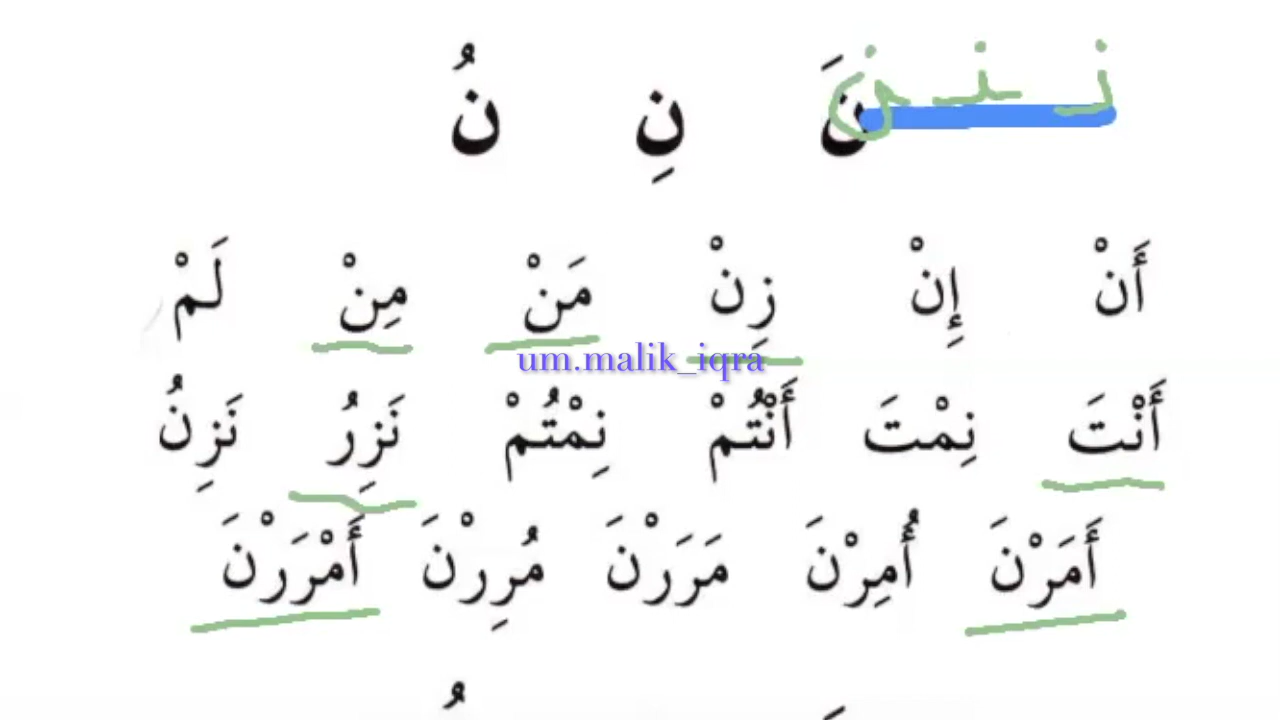 نـ ـنـ ـن
نَ نِ نُ
أَنْ إِنْ زِنْ مَنْ مِنْ لَمْ
um.malik_iqra
أَنْتَ نِمْتَ أَنْتُمْ نِمْتُمْ نَزِرُ نَزِنُ
أَمَرْنَ أُمِرْنَ مَرَرْنَ مُرِرْنَ أَمْرَرْنَ